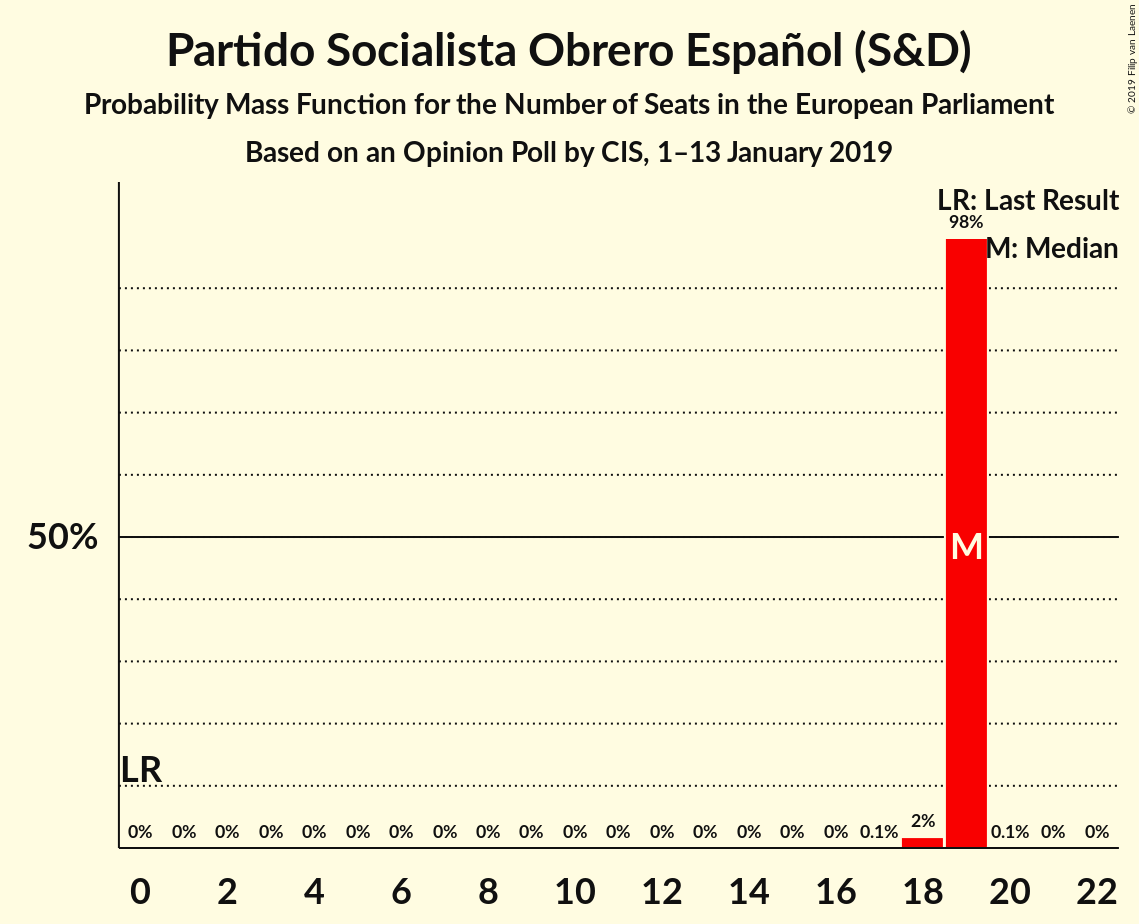 Partido Socialista Obrero Español (S&D)
Probability Mass Function for the Number of Seats in the European Parliament
Based on an Opinion Poll by CIS, 1–13 January 2019
© 2019 Filip van Laenen
LR: Last Result
98%
M: Median
50%
M
LR
0% 0% 0% 0% 0% 0% 0% 0% 0% 0% 0% 0% 0% 0% 0% 0% 0% 0.1% 2% 0.1% 0% 0%
0 2 4 6 8 10 12 14 16 18 20 22